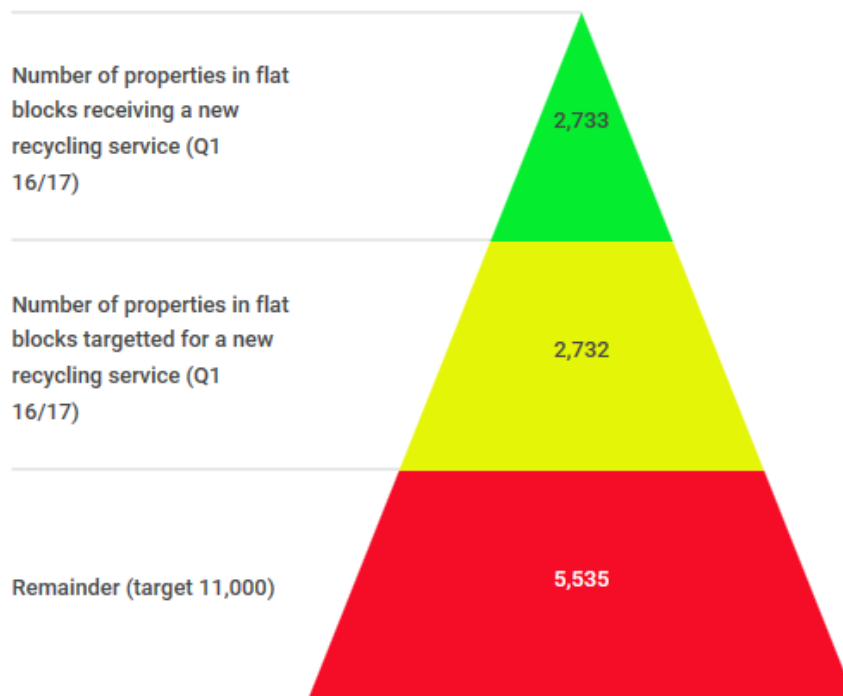 Number of properties in flat
blocks receiving a new
recycling service (Q1
16/17)
2,733
Number of properties in flat
blocks targetted for a new
recycling service (Q1
16/17)
2,732
Remainder (target 11,000)
5,535